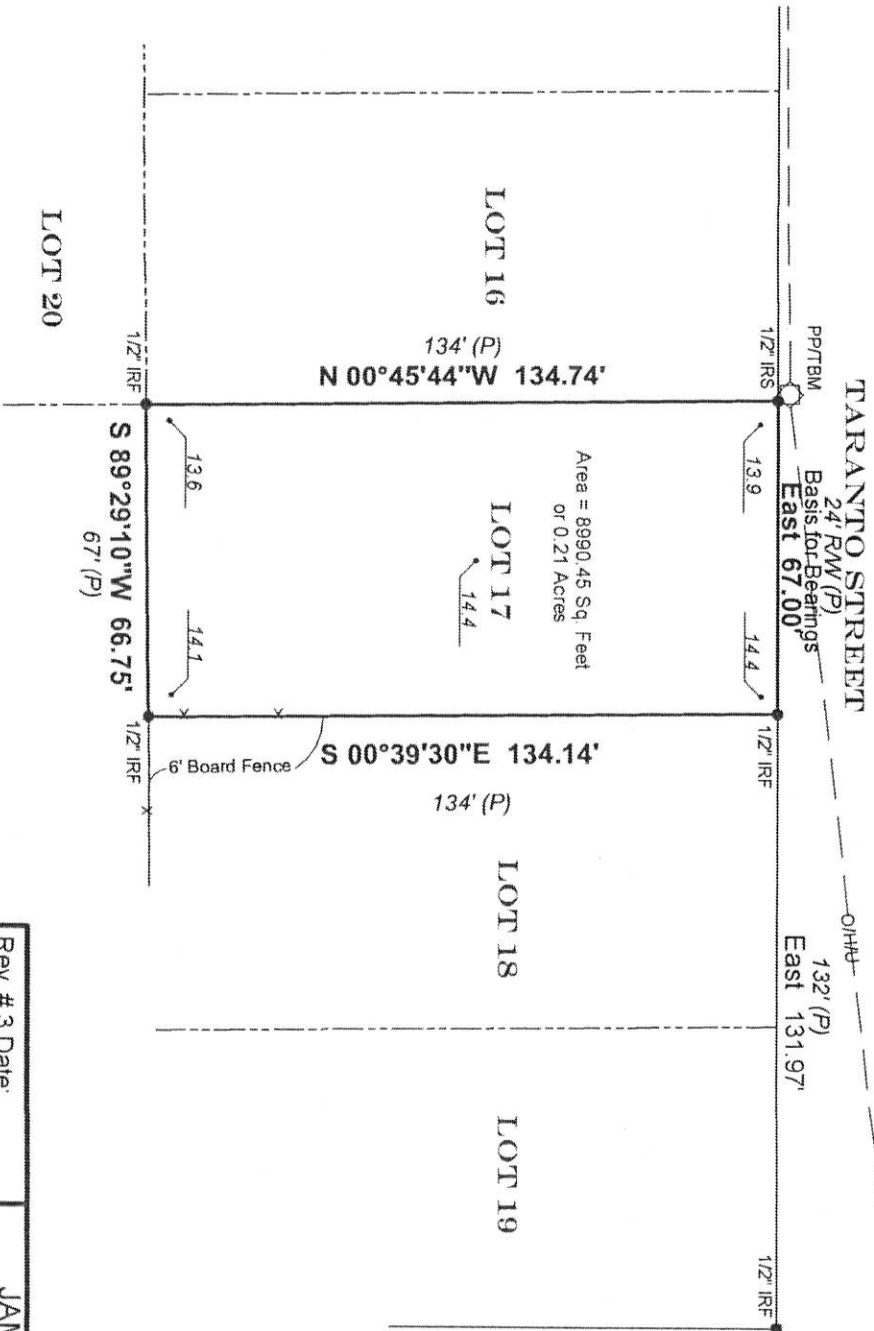 TARANTO STREET
24' R/W (P)
Basis for Bearings
East 67.00'
PP/TBM
O/H/U
132' (P)
East 131.97'
1/2" IRS
1/2" IRF
1/2" IRF
13.9
14.4
LOT 16
134' (P)
N 00°45'44"W 134.74'
Area = 8990.45 Sq. Feet
or 0.21 Acres
LOT 17
14.4
S 00°39'30"E 134.14'
134' (P)
LOT 18
LOT 19
13.6
14.1
1/2" IRF
1/2" IRF
6' Board Fence
S 89°29'10"W 66.75'
67' (P)
LOT 20
Rev. # 3 Date:
JAM